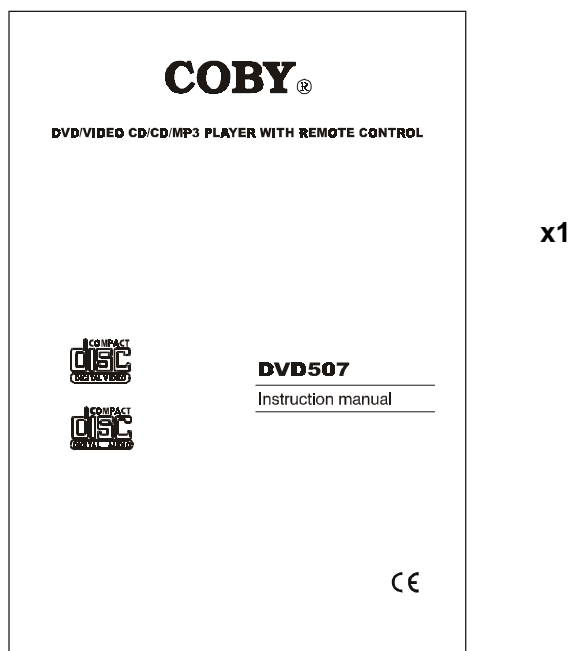 COBY®
DVD/VIDEO CD/CD/MP3 PLAYER WITH REMOTE CONTROL
x1
COMPACT
disc
DIGITAL VIDEO
DVD507
Instruction manual
COMPACT
disc
DIGITAL AUDIO
CE